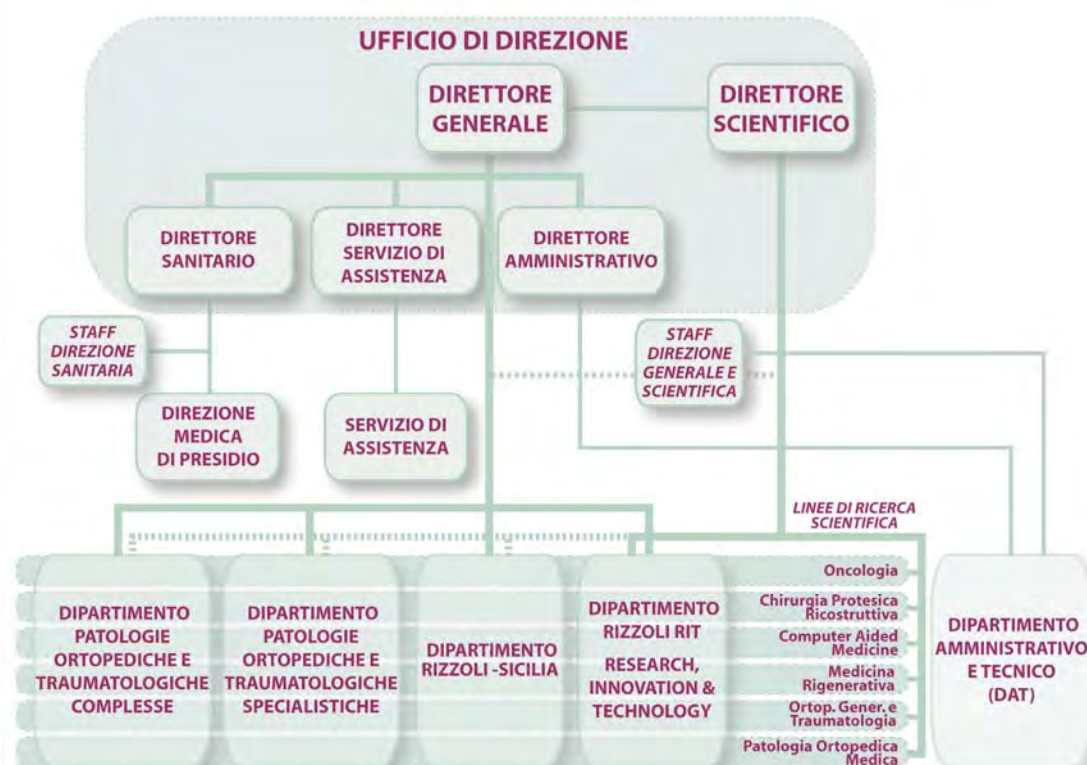 UFFICIO DI DIREZIONE
DIRETTORE
GENERALE
DIRETTORE
SCIENTIFICO
DIRETTORE
SANITARIO
DIRETTORE
SERVIZIO DI
ASSISTENZA
DIRETTORE
AMMINISTRATIVO
STAFF
DIREZIONE
SANITARIA
STAFF
DIREZIONE
GENERALE E
SCIENTIFICA
DIREZIONE
MEDICA
DI PRESIDIO
SERVIZIO DI
ASSISTENZA
LINEE DI RICERCA
SCIENTIFICA
DIPARTIMENTO
PATOLOGIE
ORTOPEDICHE E
TRAUMATOLOGICHE
COMPLESSE
DIPARTIMENTO
PATOLOGIE
ORTOPEDICHE E
TRAUMATOLOGICHE
SPECIALISTICHE
DIPARTIMENTO
RIZZOLI -SICILIA
DIPARTIMENTO
RIZZOLI RIT
RESEARCH,
INNOVATION &
TECHNOLOGY
Oncologia
Chirurgia Protesica
Ricostruttiva
Computer Aided
Medicine
Medicina
Rigenerativa
Ortop. Gener. e
Traumatologia
Patologia Ortopedica
Medica
DIPARTIMENTO
AMMINISTRATIVO
E TECNICO
(DAT)